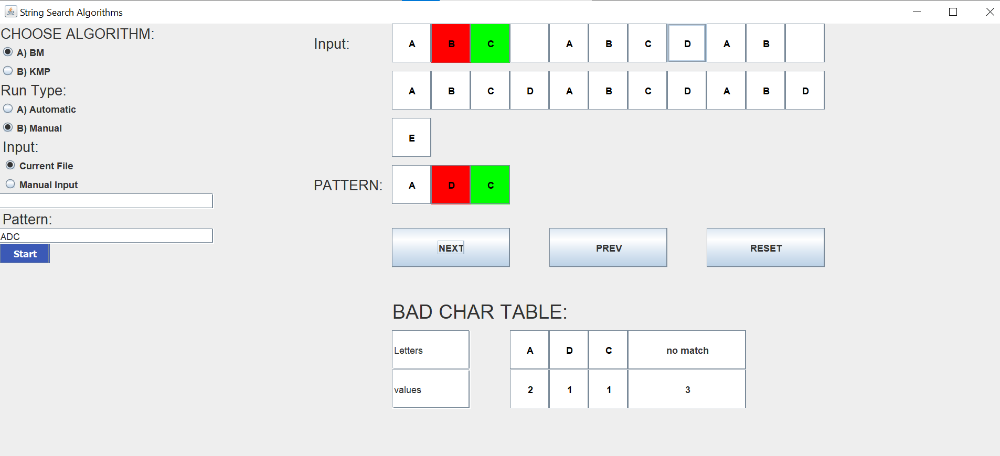 String Search Algorithms
CHOOSE ALGORITHM:
A) BM
B) KMP
Run Type:
A) Automatic
B) Manual
Input:
Current File
Manual Input
Pattern:
ADC
Start
Input: A B C A B C D A B
A B C D A B C D A B D
E
PATTERN: A D C
NEXT PREV RESET
BAD CHAR TABLE:
Letters A D C no match
values 2 1 1 3